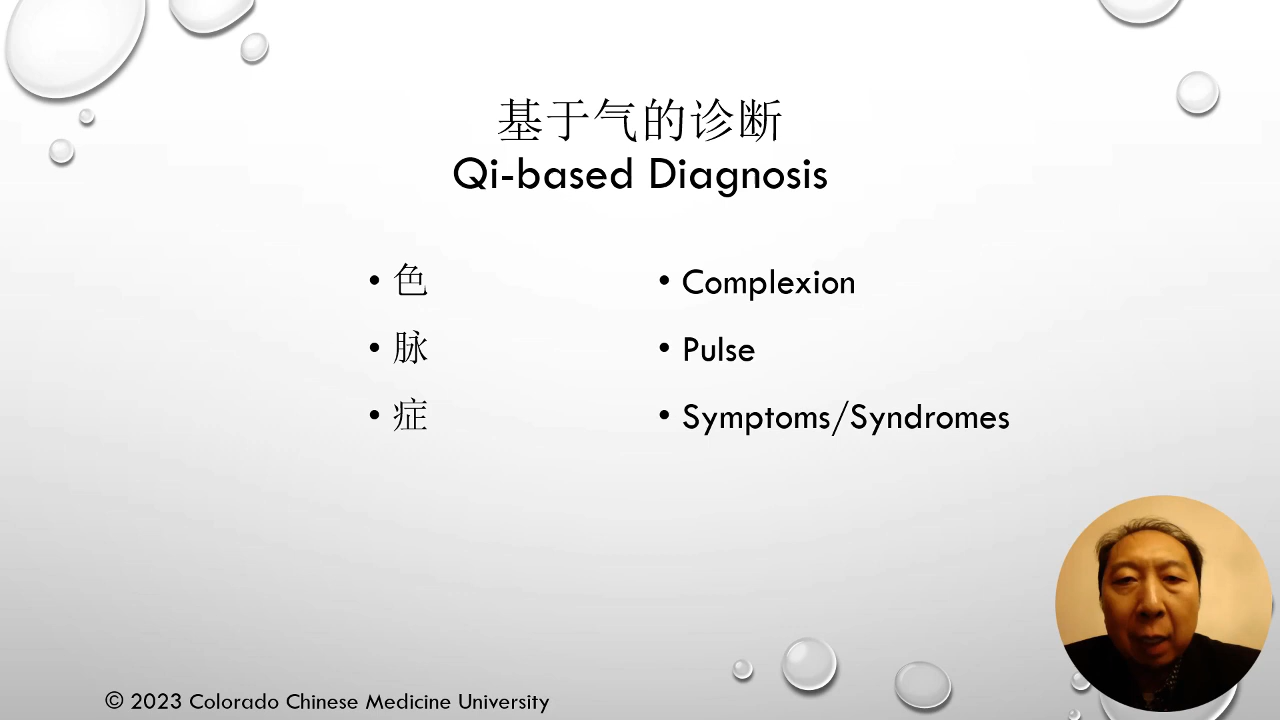 基于气的诊断
Qi-based Diagnosis
• 色
• 脉
• 症
• Complexion
• Pulse
• Symptoms/Syndromes
© 2023 Colorado Chinese Medicine University